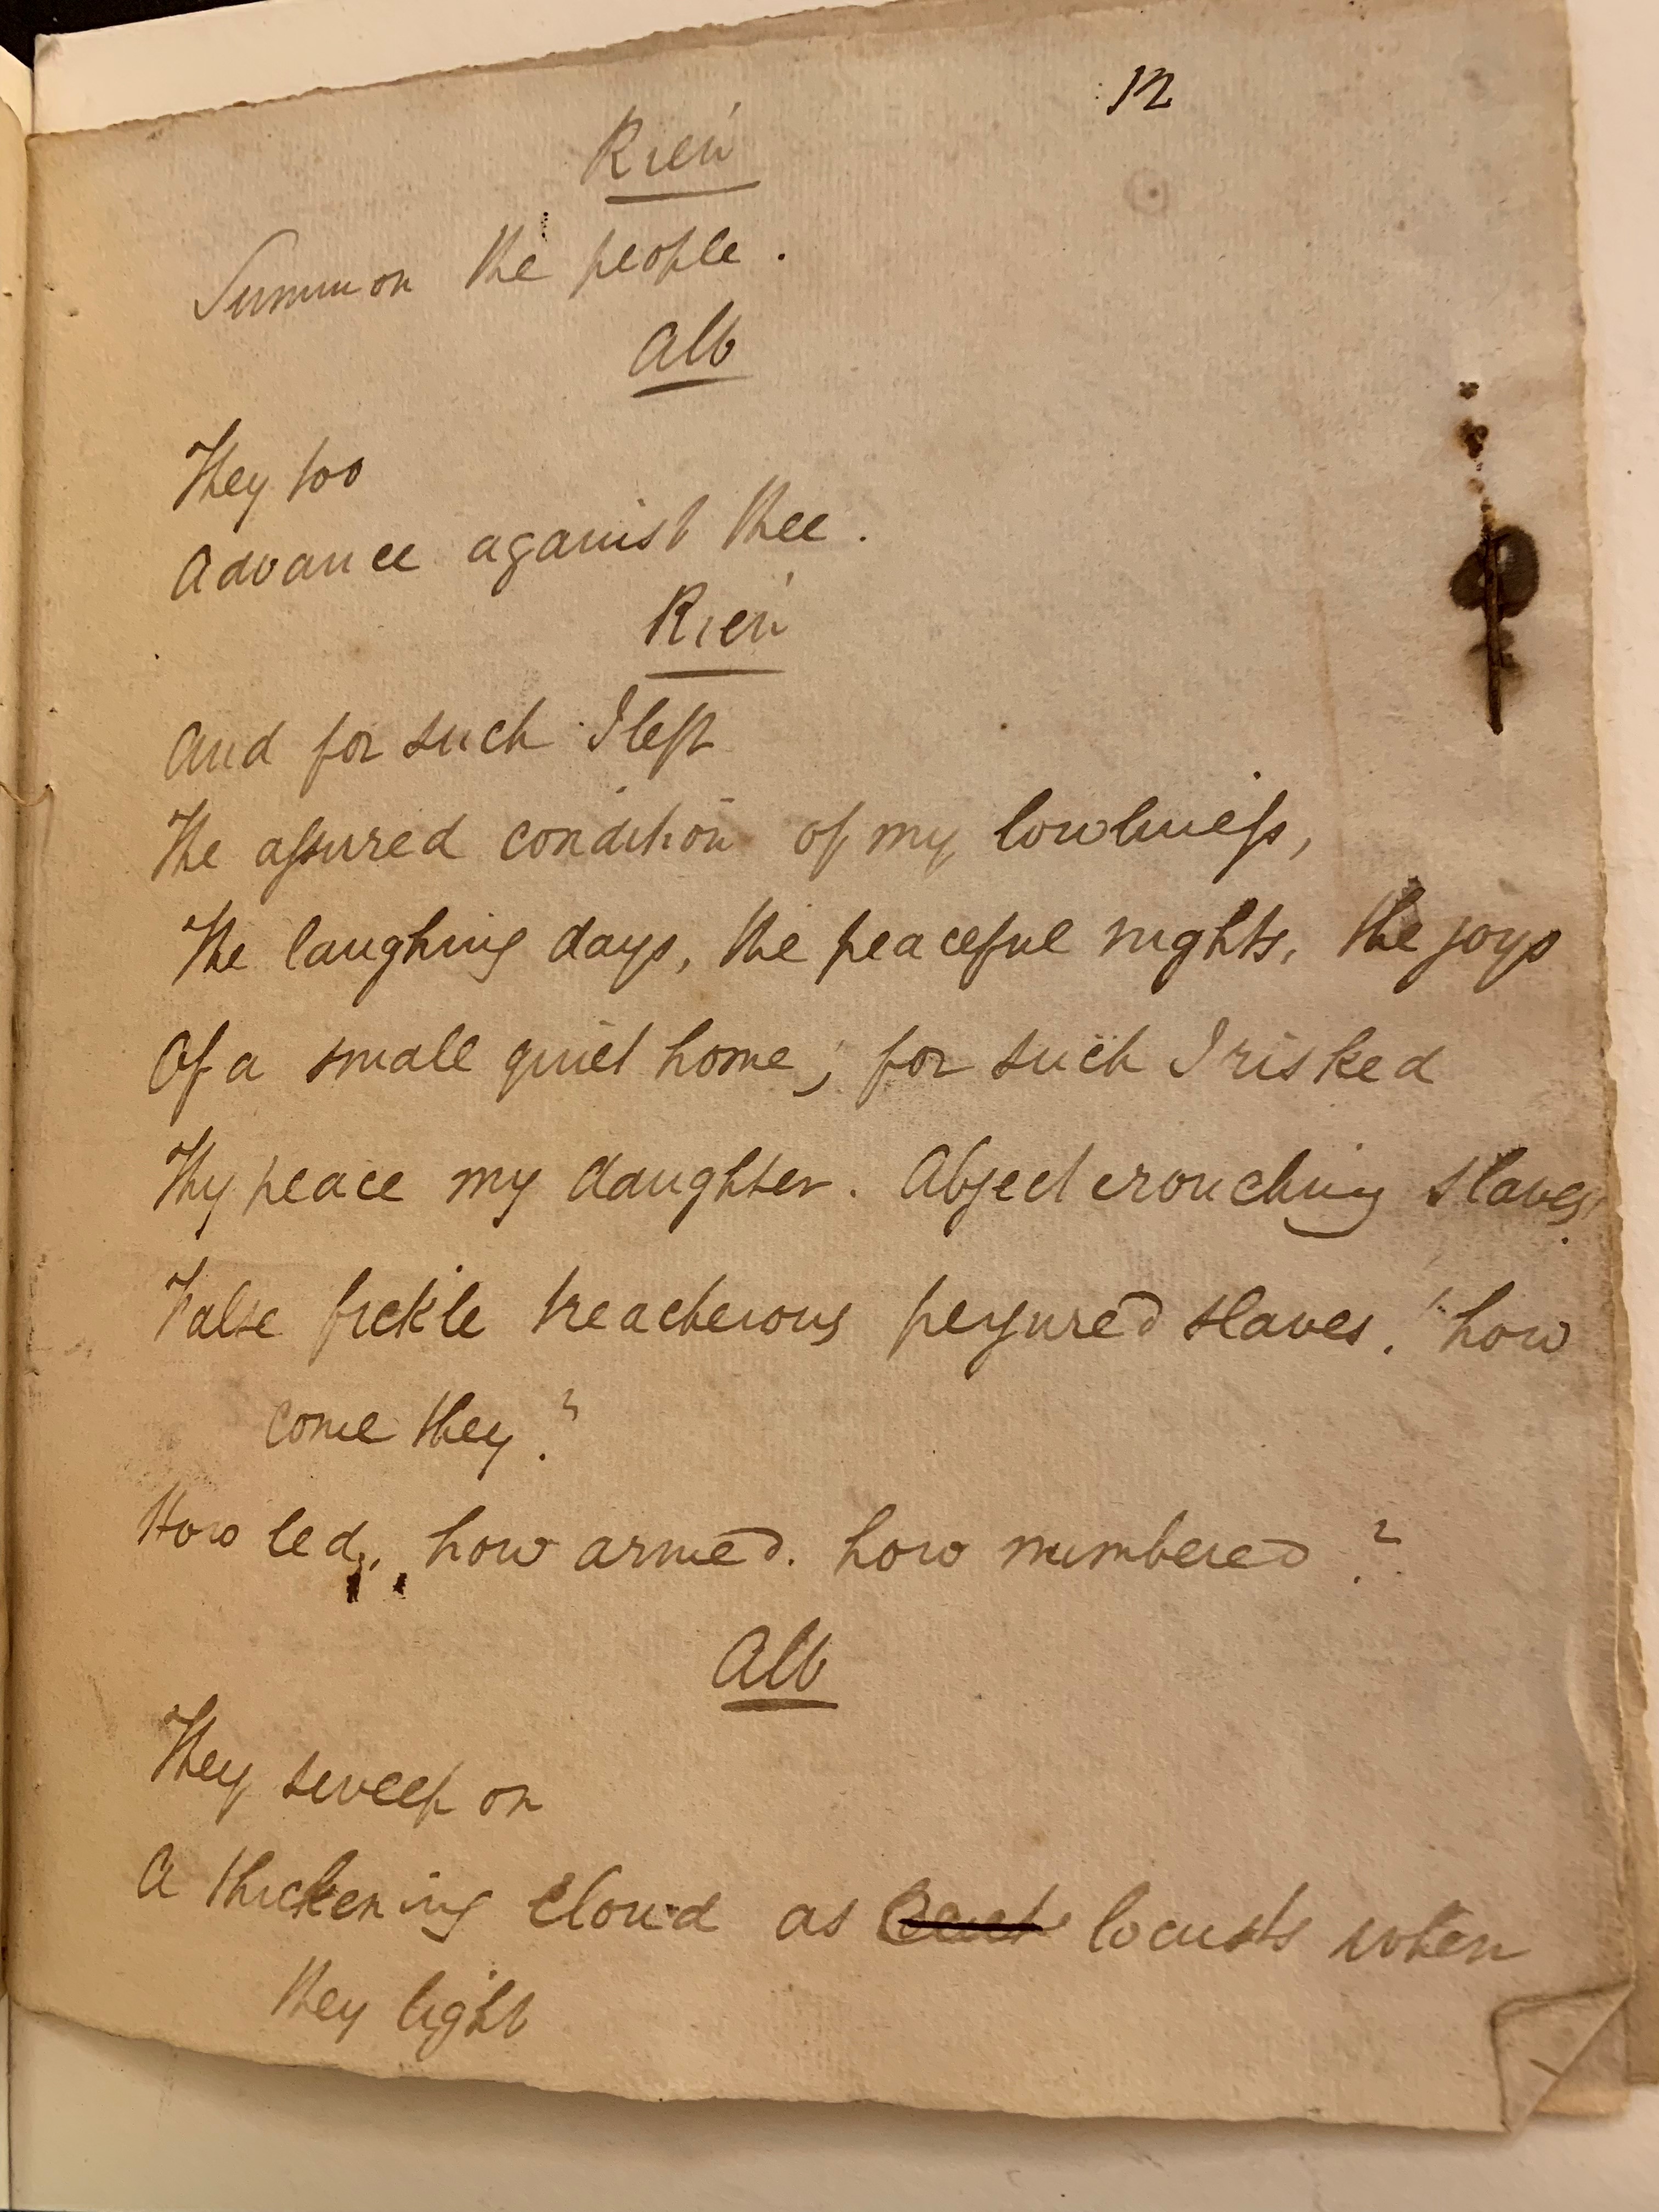 12
Rien
Summon the people.
Alb
They too
Advance against thee.
Rien
And for such I left
The assured condition of my lowliness,
The laughing days, the peaceful nights, the joys
Of a small quiet home; for such I risked
Thy peace my daughter. Abject crouching slaves,
False fickle treacherous perjured slaves! how
come they?
How led, how armed. how numbered?
Alb
They sweep on
A thickening cloud as locusts when
they light